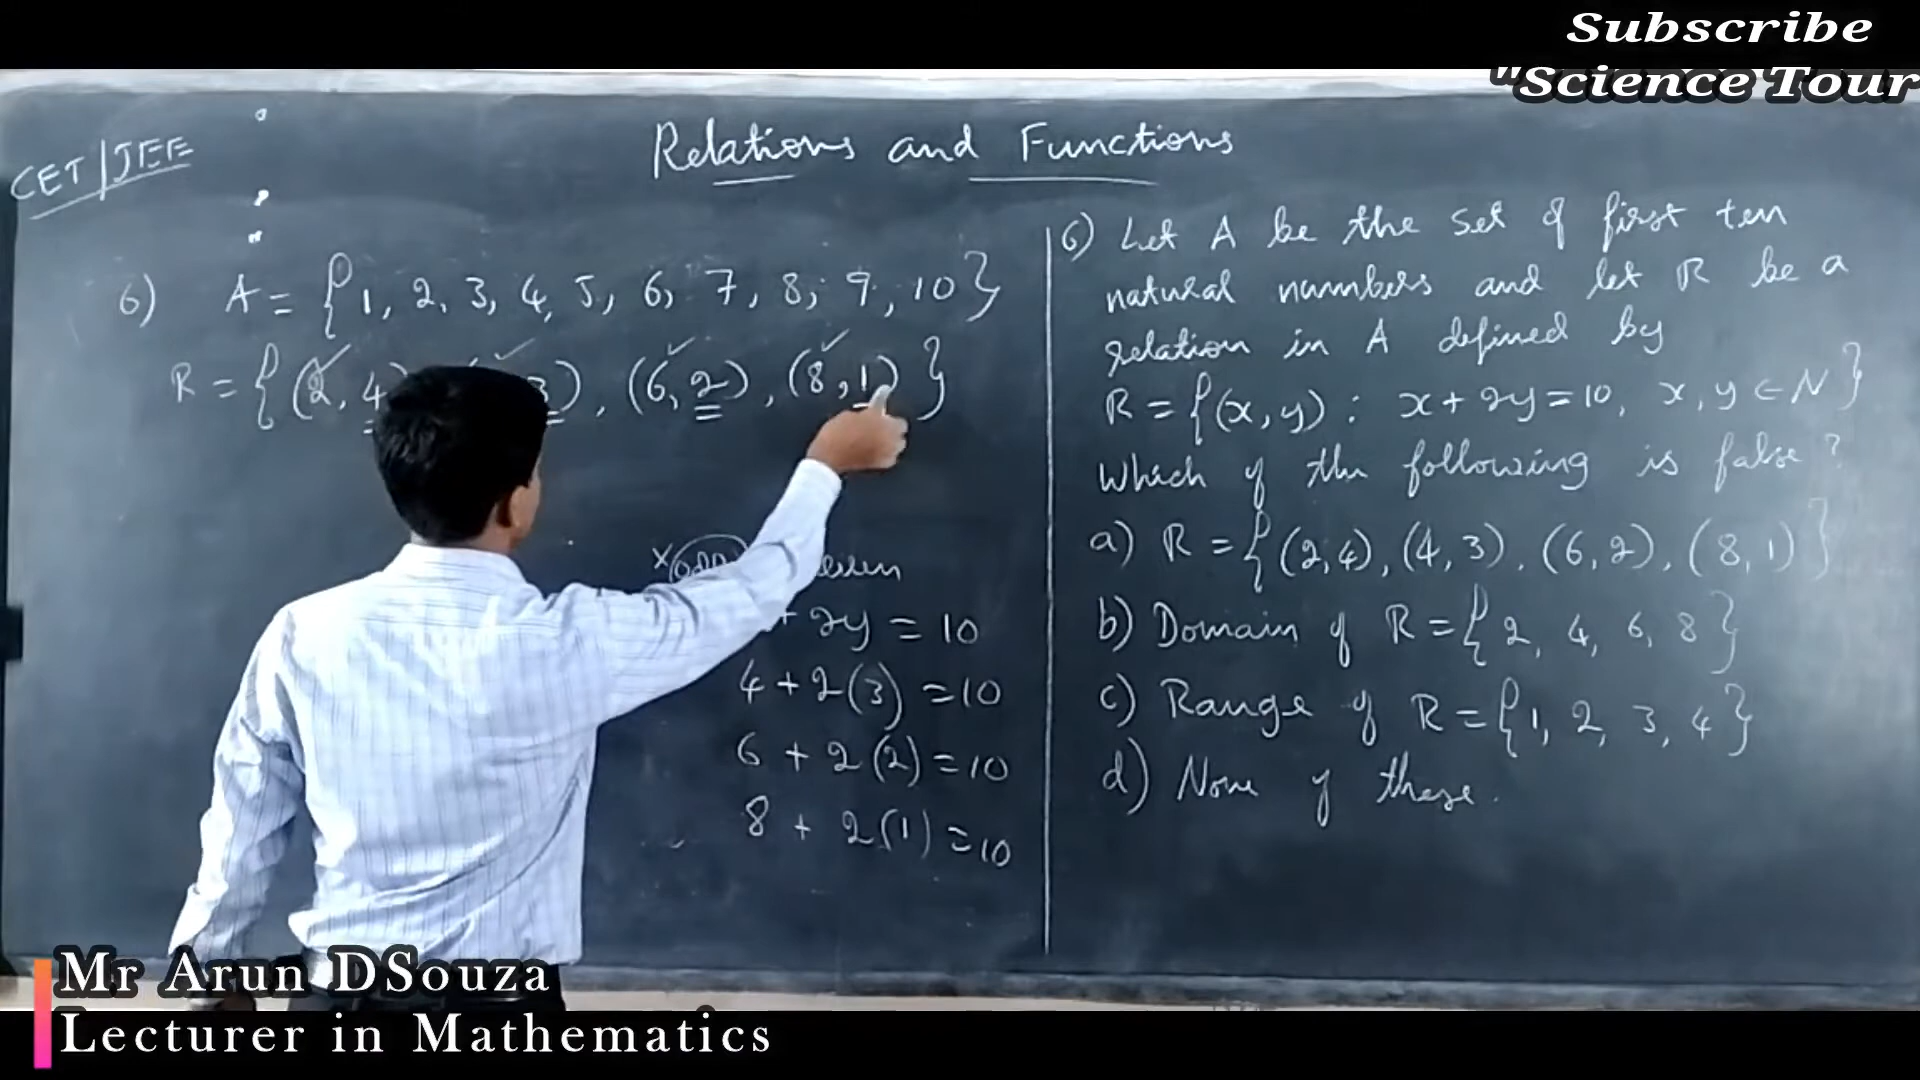 Subscribe
"Science Tour
CET/JEE
Relations and Functions
6) A = {1, 2, 3, 4, 5, 6, 7, 8, 9, 10}
R = {(2, 4 3), (6, 2), (8, 1)}
x odd
+ 2y = 10
4 + 2(3) = 10
6 + 2(2) = 10
8 + 2(1) = 10
6) Let A be the set of first ten
natural numbers and let R be a
relation in A defined by
R = {(x, y) : x + 2y = 10, x, y ∈ N}
Which of the following is false?
a) R = {(2,4), (4, 3), (6, 2), (8, 1)}
b) Domain of R = {2, 4, 6, 8}
c) Range of R = {1, 2, 3, 4}
d) None of these.
Mr Arun DSouza
Lecturer in Mathematics